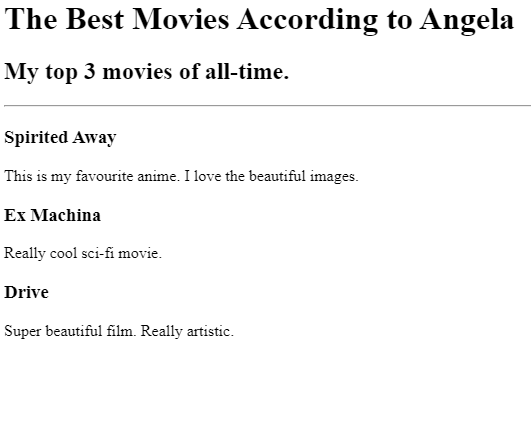 The Best Movies According to Angela
My top 3 movies of all-time.
Spirited Away
This is my favourite anime. I love the beautiful images.
Ex Machina
Really cool sci-fi movie.
Drive
Super beautiful film. Really artistic.